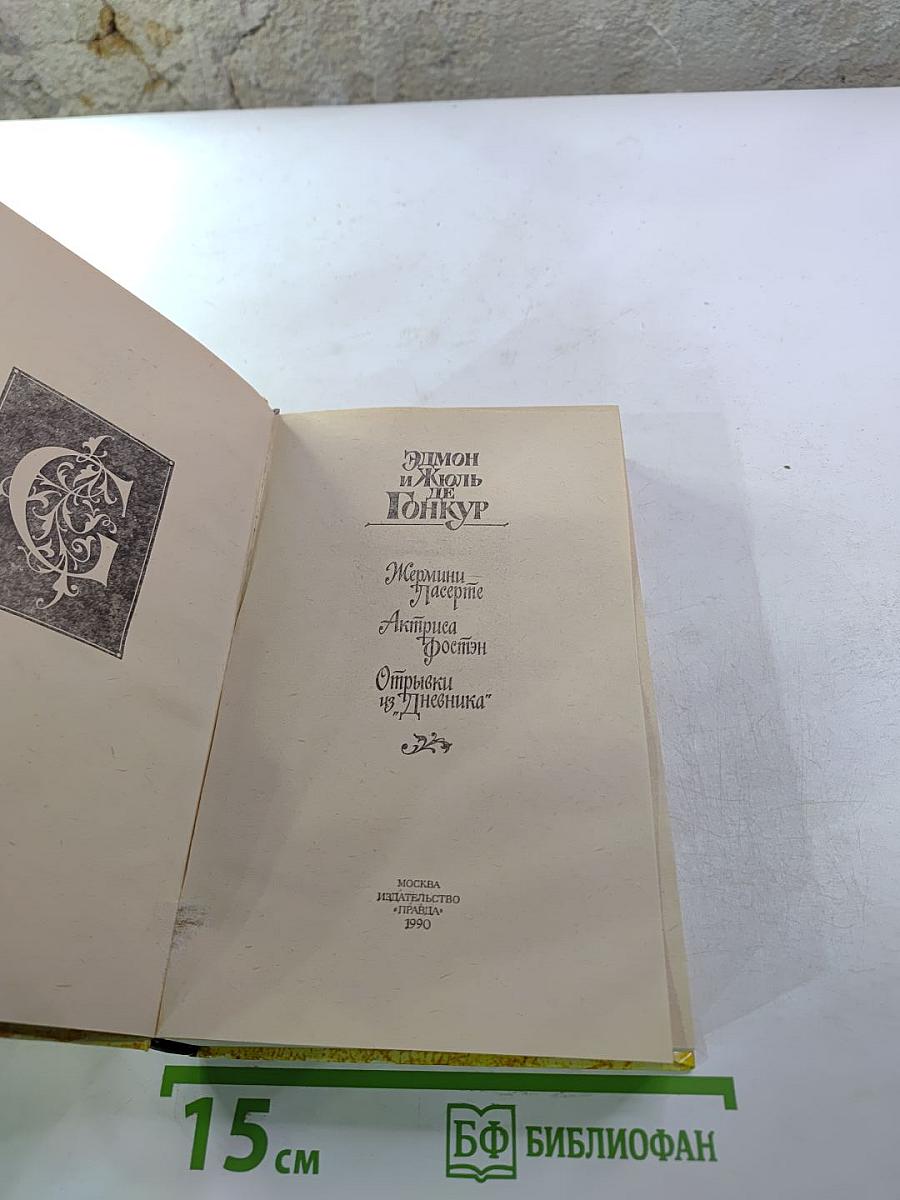 Эдмон
и Жюль
де
Гонкур
Жермини
Ласерте
Актриса
Фостэн
Отрывки
из „Дневника"
МОСКВА
ИЗДАТЕЛЬСТВО
«ПРАВДА»
1990
15 см
БФ БИБЛИОФАН